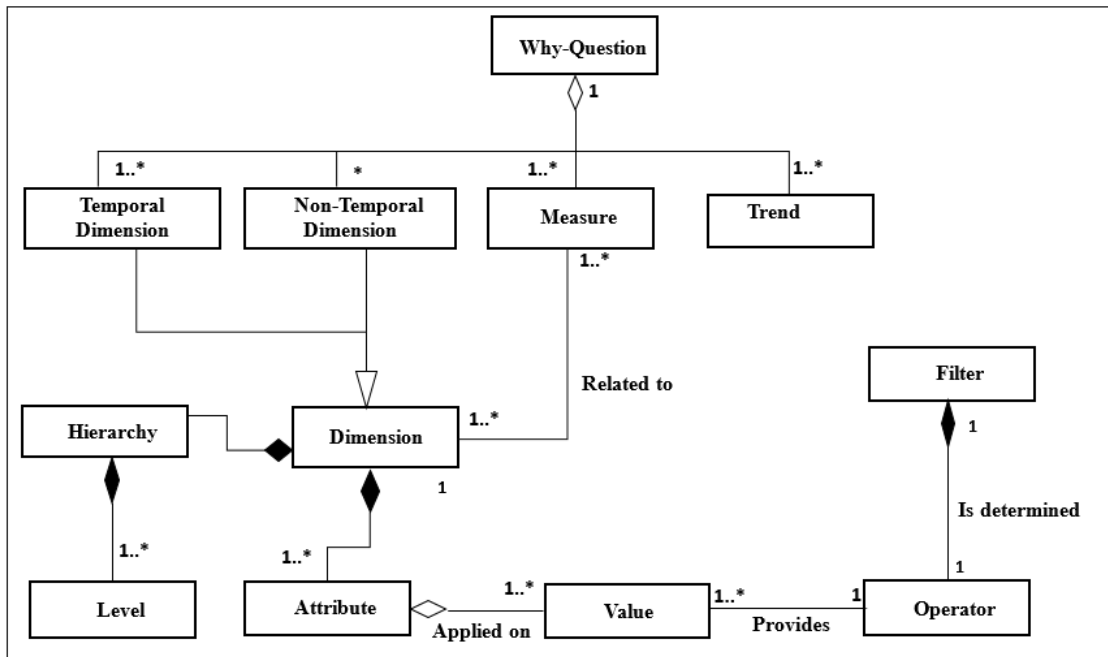 Why-Question
1
1..*
*
1..*
1..*
Temporal
Dimension
Non-Temporal
Dimension
Measure
Trend
1..*
Related to
Filter
1
Hierarchy
Dimension
1..*
1
Is determined
1..*
1..*
1
Level
Attribute
1..*
Applied on
Value
1..*
Provides
1
Operator